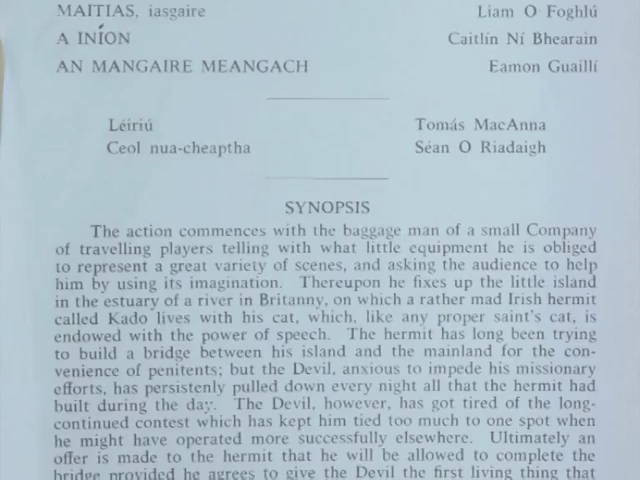 MAITIAS, iasgaire Liam O Foghlú
A INÍON Caitlín Ní Bhearain
AN MANGAIRE MEANGACH Eamon Guaillí
Léiriú Tomás MacAnna
Ceol nua-cheaptha Séan O Riadaigh
SYNOPSIS
The action commences with the baggage man of a small Company
of travelling players telling with what little equipment he is obliged
to represent a great variety of scenes, and asking the audience to help
him by using its imagination. Thereupon he fixes up the little island
in the estuary of a river in Britanny, on which a rather mad Irish hermit
called Kado lives with his cat, which, like any proper saint's cat, is
endowed with the power of speech. The hermit has long been trying
to build a bridge between his island and the mainland for the con-
venience of penitents; but the Devil, anxious to impede his missionary
efforts, has persistenly pulled down every night all that the hermit had
built during the day. The Devil, however, has got tired of the long-
continued contest which has kept him tied too much to one spot when
he might have operated more successfully elsewhere. Ultimately an
offer is made to the hermit that he will be allowed to complete the
bridge provided he agrees to give the Devil the first living thing that